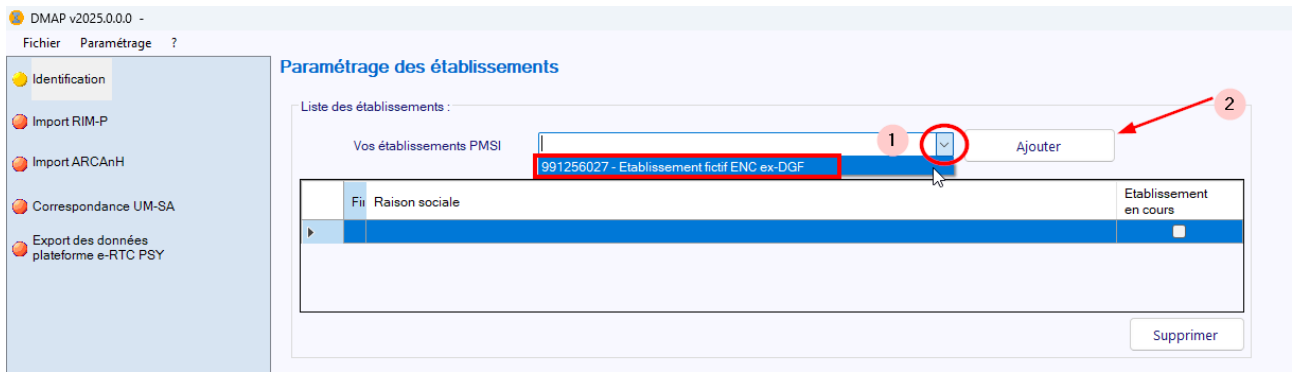 DMAP v2025.0.0.0 -
Fichier Paramétrage ?
Identification
Import RIM-P
Import ARCAnH
Correspondance UM-SA
Export des données
plateforme e-RTC PSY
Paramétrage des établissements
Liste des établissements :
Vos établissements PMSI
1
Ajouter
2
991256027 - Etablissement fictif ENC ex-DGF
Raison sociale
Etablissement
en cours
Supprimer